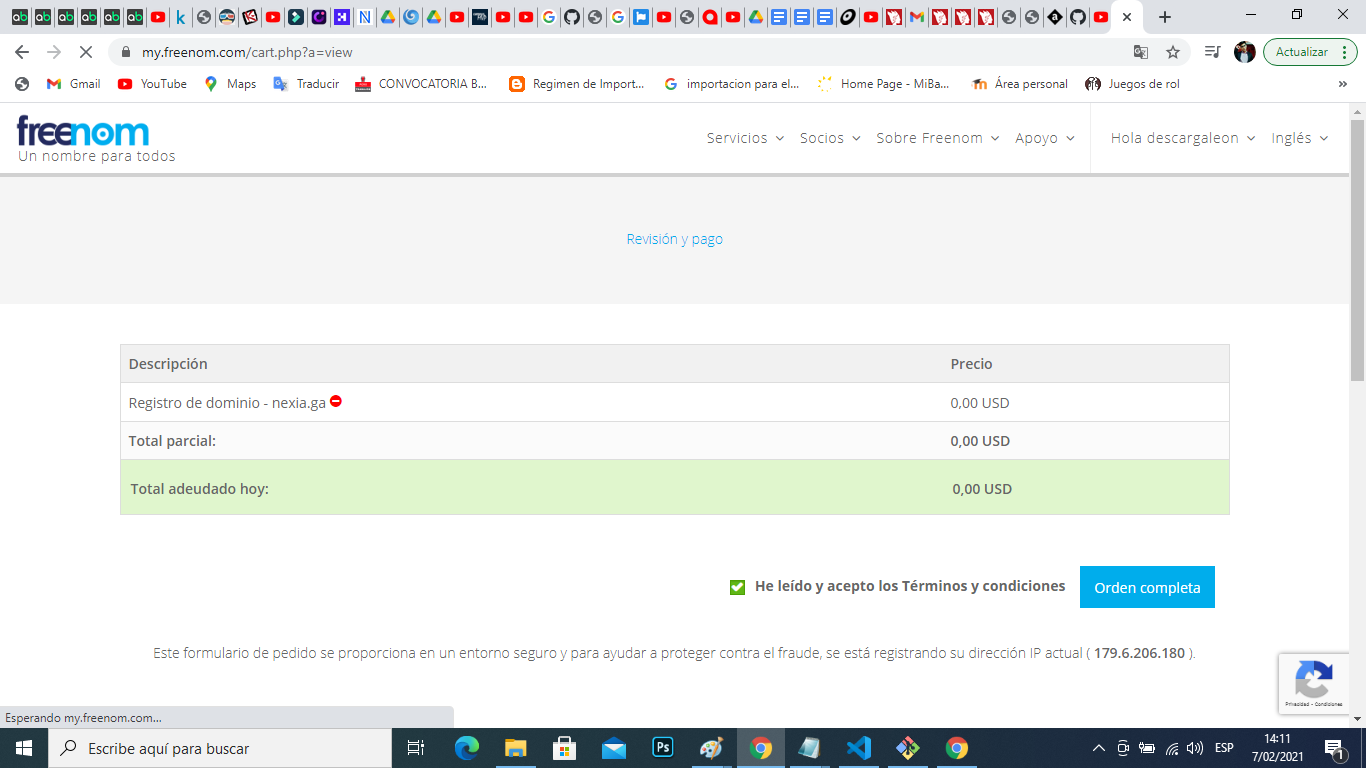 my.freenom.com/cart.php?a=view
Actualizar
Gmail
YouTube
Maps
Traducir
CONVOCATORIA B...
Regimen de Import...
importacion para el...
Home Page - MiBa...
Área personal
Juegos de rol
»
freenom
Un nombre para todos
Servicios
Socios
Sobre Freenom
Apoyo
Hola descargaleon
Inglés
Revisión y pago
Descripción Precio
Registro de dominio - nexia.ga 0,00 USD
Total parcial: 0,00 USD
Total adeudado hoy: 0,00 USD
He leído y acepto los Términos y condiciones
Orden completa
Este formulario de pedido se proporciona en un entorno seguro y para ayudar a proteger contra el fraude, se está registrando su dirección IP actual ( 179.6.206.180 ).
Privacidad - Condiciones
Esperando my.freenom.com...
Escribe aquí para buscar
Ps
ESP
14:11
7/02/2021
1